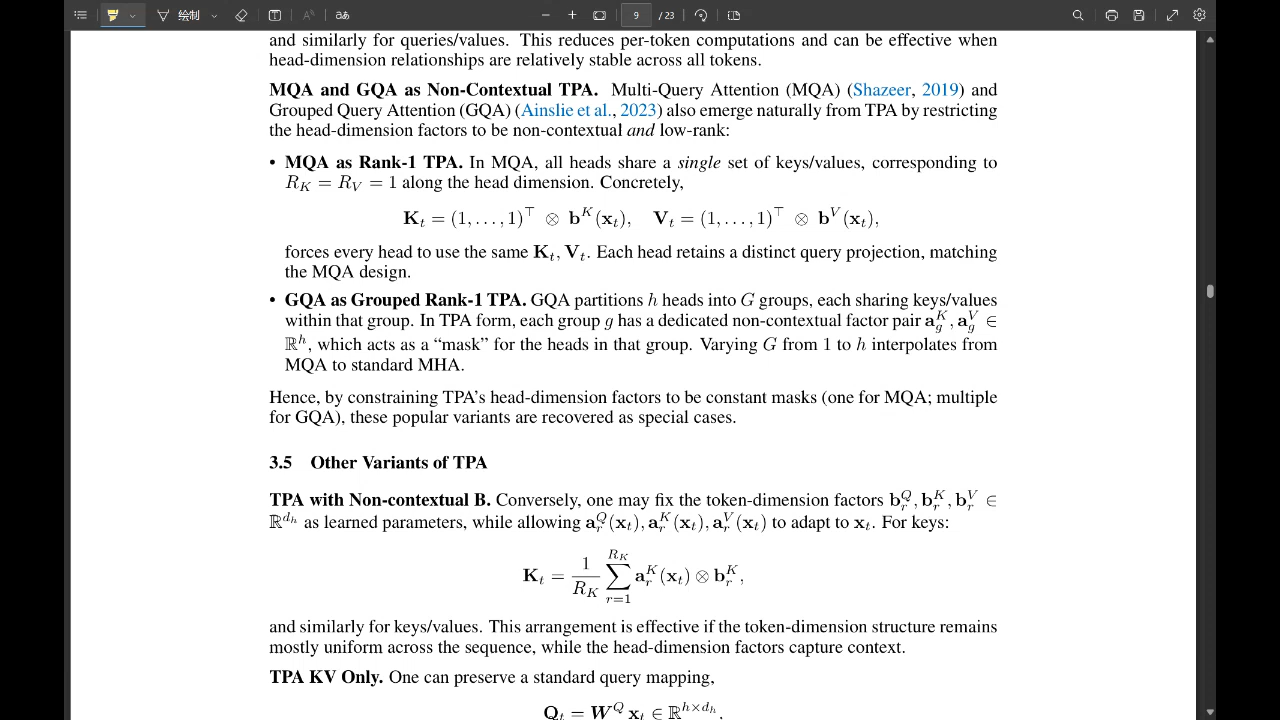 绘制
9 / 23
and similarly for queries/values. This reduces per-token computations and can be effective when
head-dimension relationships are relatively stable across all tokens.
MQA and GQA as Non-Contextual TPA. Multi-Query Attention (MQA) (Shazeer, 2019) and
Grouped Query Attention (GQA) (Ainslie et al., 2023) also emerge naturally from TPA by restricting
the head-dimension factors to be non-contextual and low-rank:
• MQA as Rank-1 TPA. In MQA, all heads share a single set of keys/values, corresponding to
R_K = R_V = 1 along the head dimension. Concretely,
K_t = (1, . . . , 1)^⊤ ⊗ b^K(x_t), V_t = (1, . . . , 1)^⊤ ⊗ b^V(x_t),
forces every head to use the same K_t, V_t. Each head retains a distinct query projection, matching
the MQA design.
• GQA as Grouped Rank-1 TPA. GQA partitions h heads into G groups, each sharing keys/values
within that group. In TPA form, each group g has a dedicated non-contextual factor pair a_g^K, a_g^V ∈
ℝ^h, which acts as a “mask” for the heads in that group. Varying G from 1 to h interpolates from
MQA to standard MHA.
Hence, by constraining TPA’s head-dimension factors to be constant masks (one for MQA; multiple
for GQA), these popular variants are recovered as special cases.
3.5 Other Variants of TPA
TPA with Non-contextual B. Conversely, one may fix the token-dimension factors b_r^Q, b_r^K, b_r^V ∈
ℝ^{d_h} as learned parameters, while allowing a_r^Q(x_t), a_r^K(x_t), a_r^V(x_t) to adapt to x_t. For keys:
K_t = 1/R_K ∑_{r=1}^{R_K} a_r^K(x_t) ⊗ b_r^K,
and similarly for keys/values. This arrangement is effective if the token-dimension structure remains
mostly uniform across the sequence, while the head-dimension factors capture context.
TPA KV Only. One can preserve a standard query mapping,
Q_t = W^Q x_t ∈ ℝ^{h×d_h}.